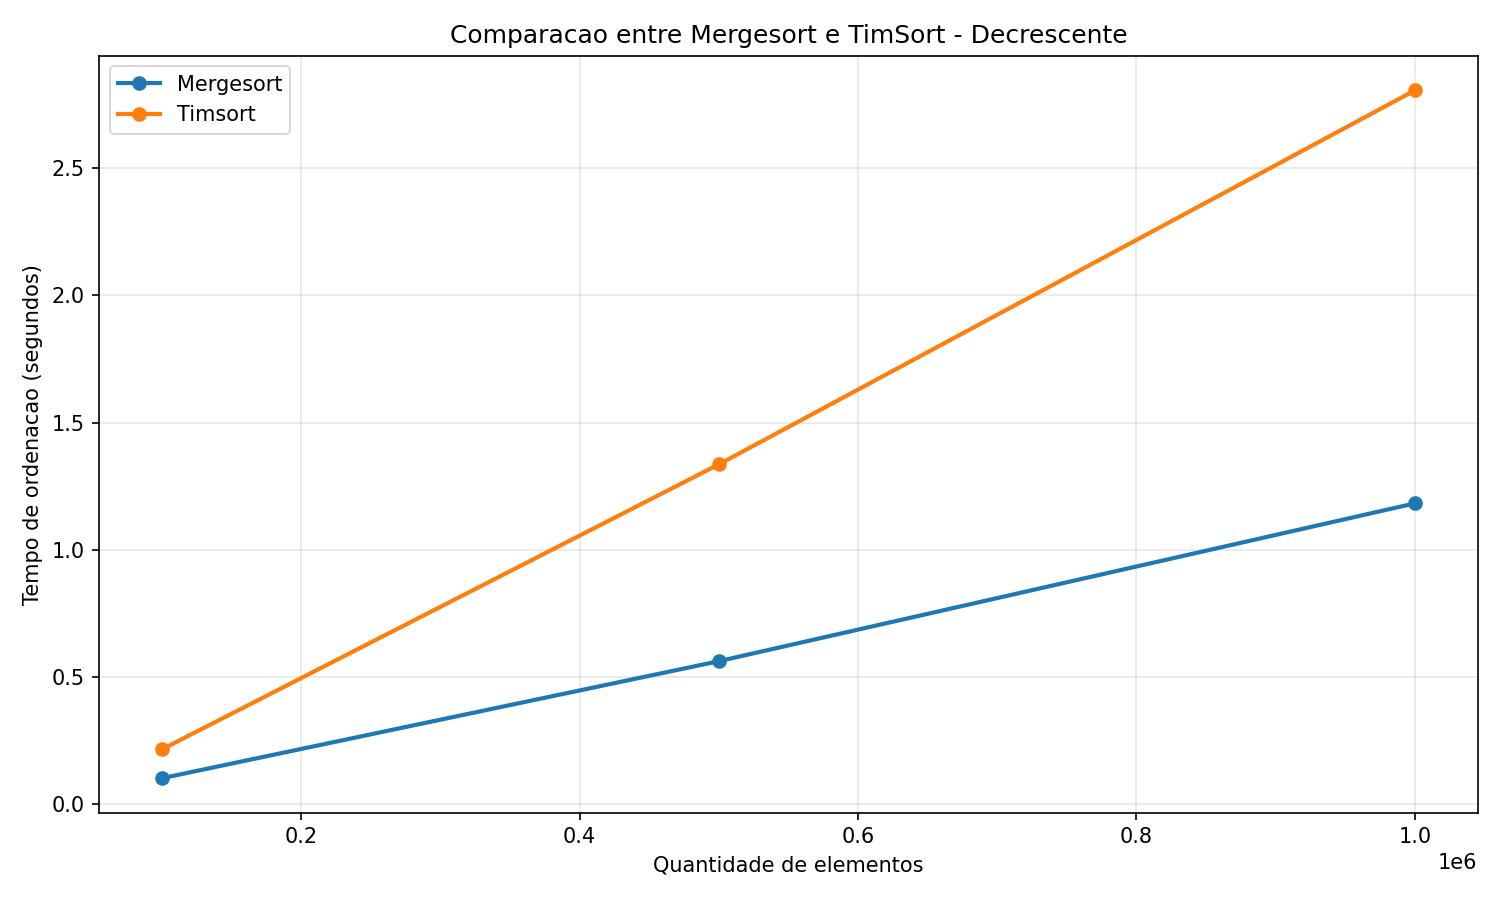 Comparacao entre Mergesort e TimSort - Decrescente
Mergesort
Timsort
Tempo de ordenacao (segundos)
2.5
2.0
1.5
1.0
0.5
0.0
0.2
0.4
0.6
0.8
1.0
1e6
Quantidade de elementos